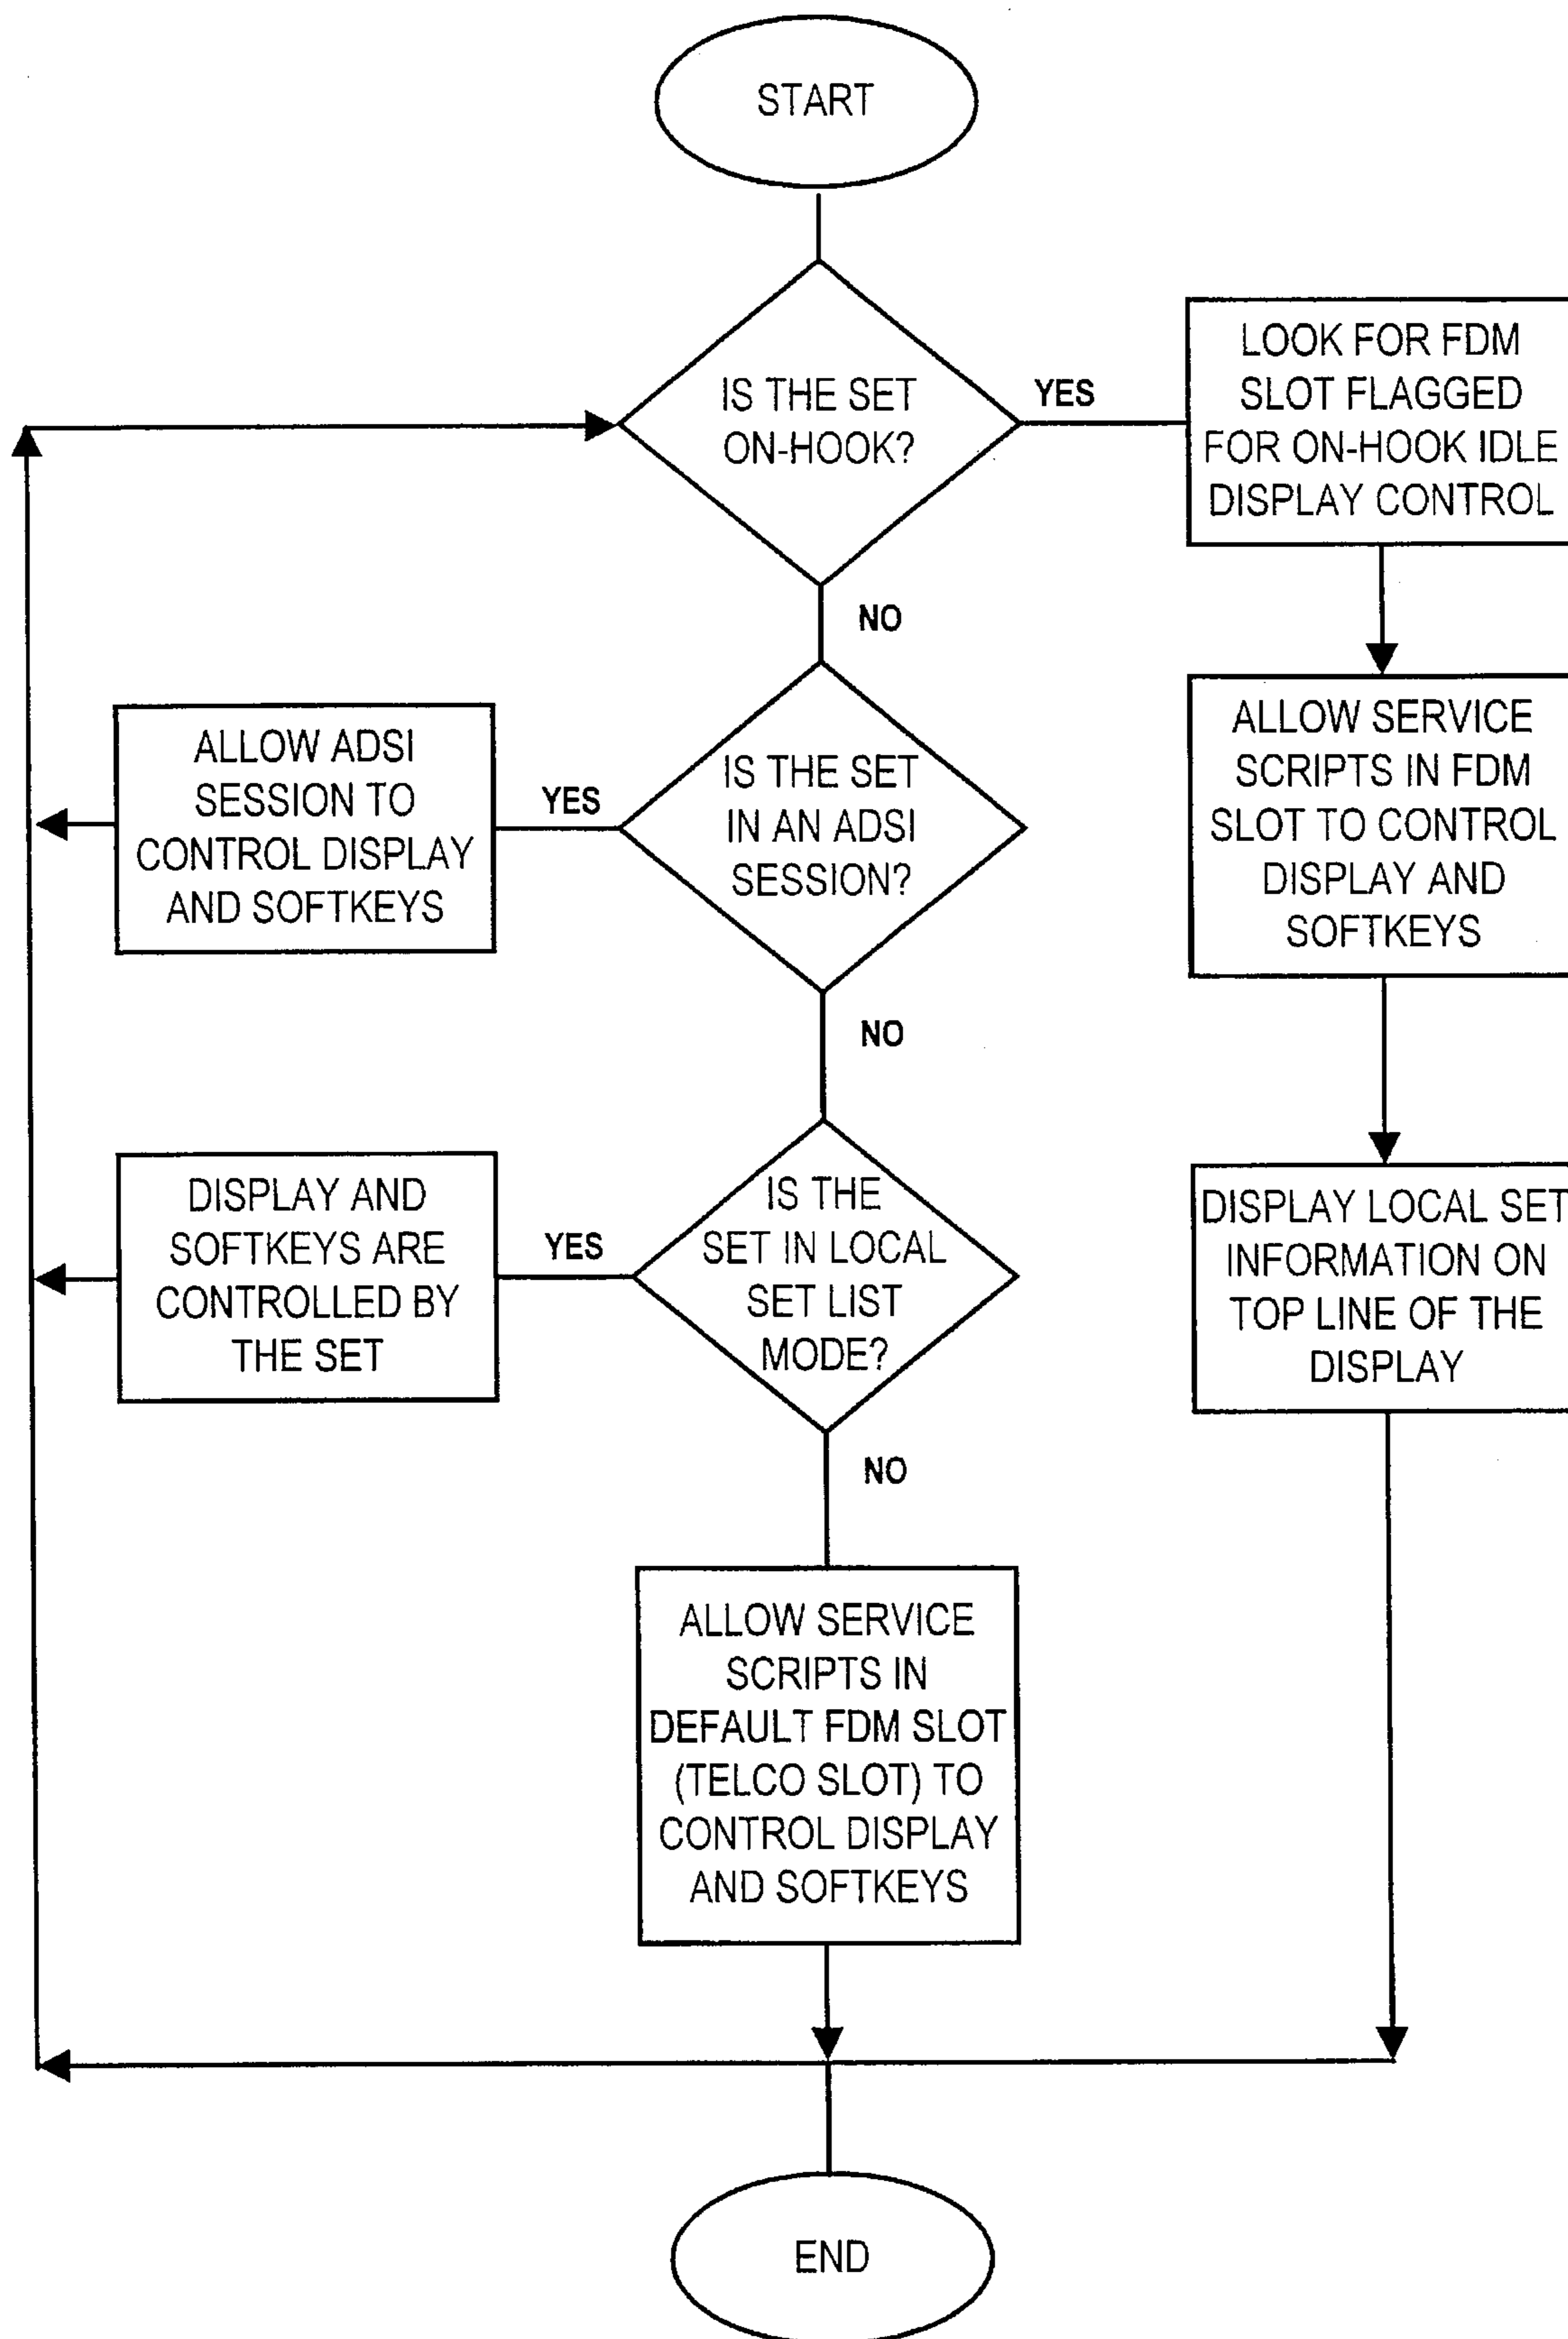 START
IS THE SET
ON-HOOK?
YES
LOOK FOR FDM
SLOT FLAGGED
FOR ON-HOOK IDLE
DISPLAY CONTROL
NO
ALLOW SERVICE
SCRIPTS IN FDM
SLOT TO CONTROL
DISPLAY AND
SOFTKEYS
ALLOW ADSI
SESSION TO
CONTROL DISPLAY
AND SOFTKEYS
YES
IS THE SET
IN AN ADSI
SESSION?
NO
DISPLAY LOCAL SET
INFORMATION ON
TOP LINE OF THE
DISPLAY
DISPLAY AND
SOFTKEYS ARE
CONTROLLED BY
THE SET
YES
IS THE
SET IN LOCAL
SET LIST
MODE?
NO
ALLOW SERVICE
SCRIPTS IN
DEFAULT FDM SLOT
(TELCO SLOT) TO
CONTROL DISPLAY
AND SOFTKEYS
END